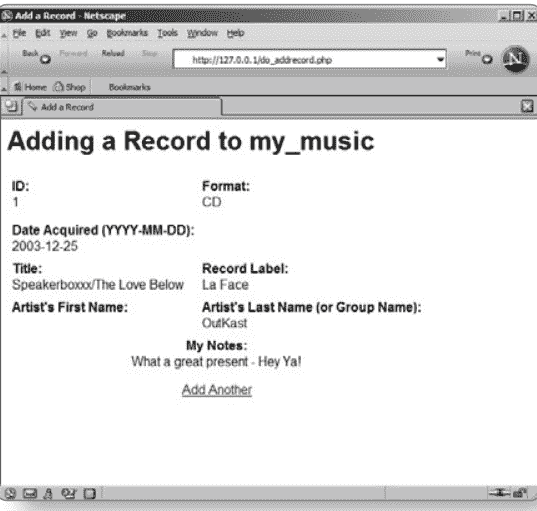 Add a Record - Netscape
File Edit View Go Bookmarks Tools Window Help
Back Forward Reload Stop http://127.0.0.1/do_addrecord.php Print N
Home Shop Bookmarks
Add a Record
Adding a Record to my_music
ID: Format:
1 CD
Date Acquired (YYYY-MM-DD):
2003-12-25
Title: Record Label:
Speakerboxxx/The Love Below La Face
Artist's First Name: Artist's Last Name (or Group Name):
OutKast
My Notes:
What a great present - Hey Ya!
Add Another